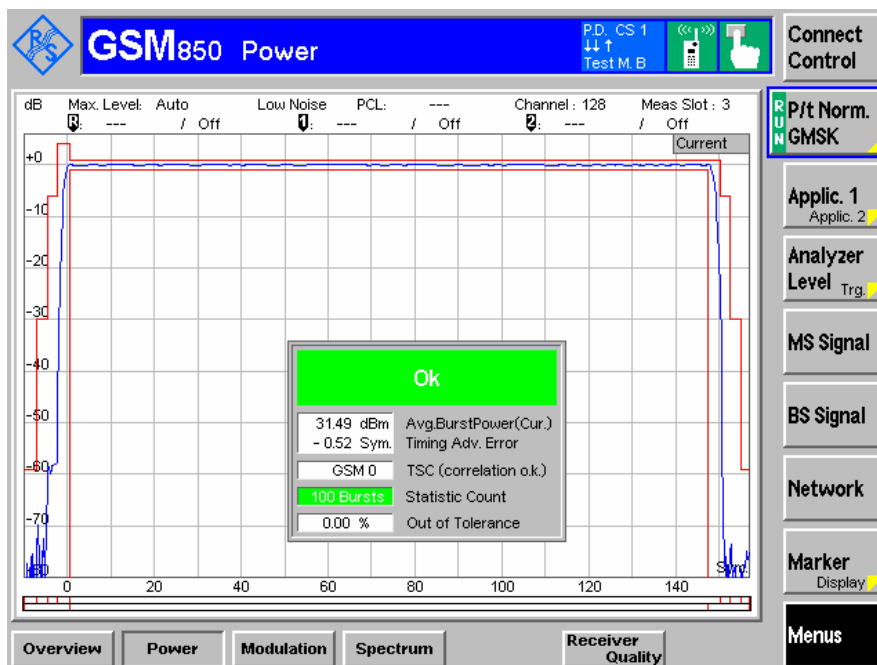 R&S
GSM850 Power
P.D. CS 1
Test M. B
Connect Control
dB Max. Level: Auto Low Noise PCL: --- Channel : 128 Meas Slot : 3
R: --- / Off 1: --- / Off 2: --- / Off
Current
RUN
P/t Norm.
GMSK
Applic. 1
Applic. 2
Analyzer
Level Trg.
MS Signal
BS Signal
Network
Marker
Display
Menus
+0
-10
-20
-30
-40
-50
-60
-70
-80
Ok
31.49 dBm Avg.BurstPower(Cur.)
- 0.52 Sym. Timing Adv. Error
GSM 0 TSC (correlation o.k.)
100 Bursts Statistic Count
0.00 % Out of Tolerance
Sym.
0 20 40 60 80 100 120 140
Overview Power Modulation Spectrum Receiver Quality